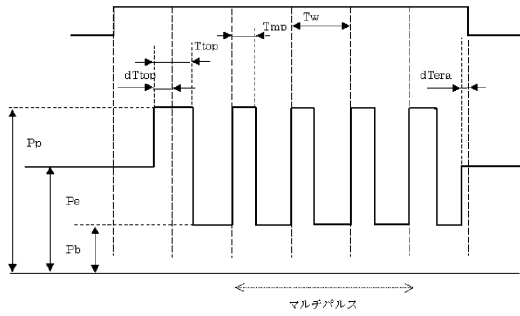 Tmp
Tw
Ttop
dTtop
dTera
Pp
Pe
Pb
マルチパルス